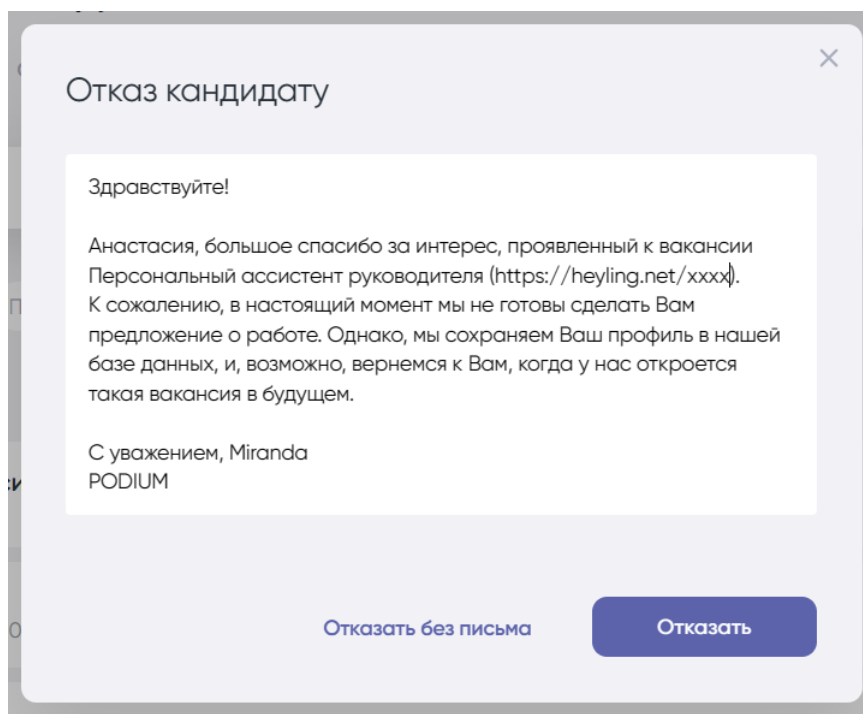 Отказ кандидату
Здравствуйте!
Анастасия, большое спасибо за интерес, проявленный к вакансии
Персональный ассистент руководителя (https://heyling.net/xxxx).
К сожалению, в настоящий момент мы не готовы сделать Вам
предложение о работе. Однако, мы сохраняем Ваш профиль в нашей
базе данных, и, возможно, вернемся к Вам, когда у нас откроется
такая вакансия в будущем.
С уважением, Miranda
PODIUM
Отказать без письма
Отказать